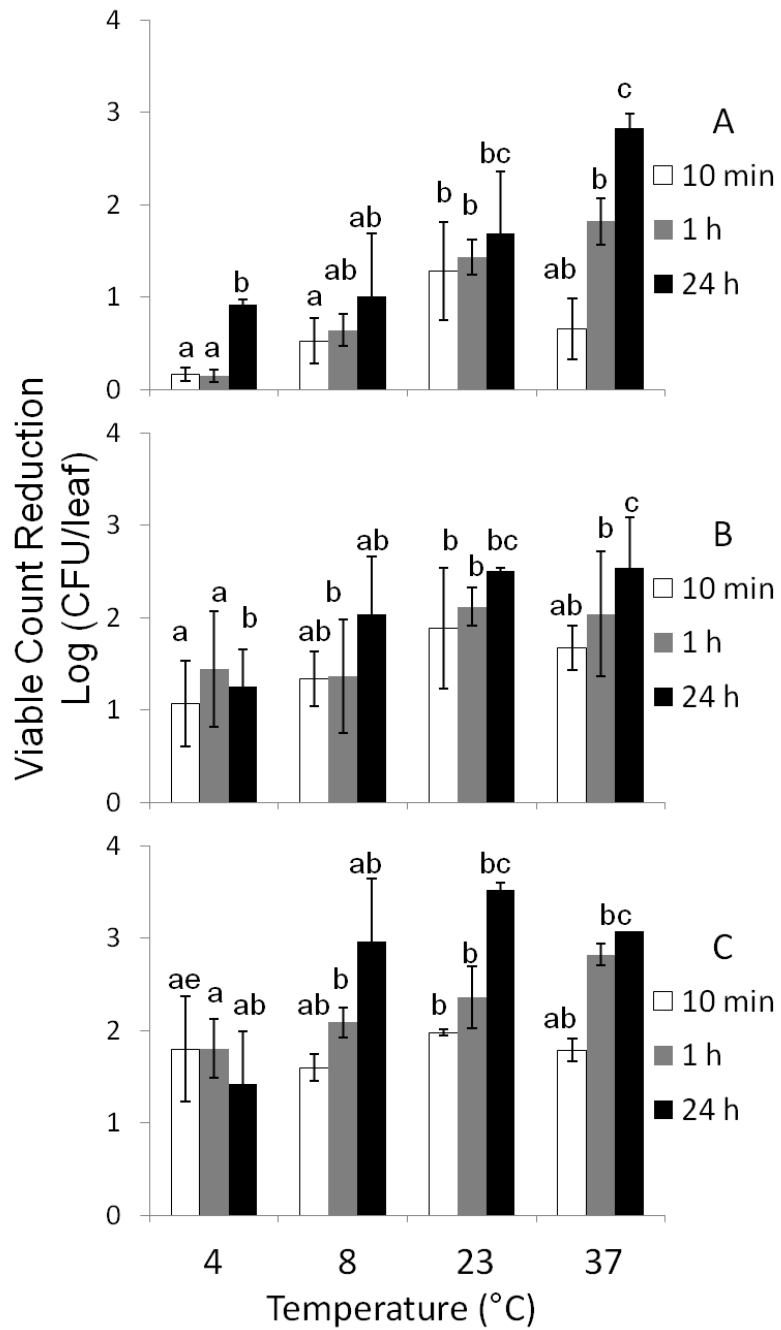 Viable Count Reduction
Log (CFU/leaf)
4
3
2
1
0
a a b
a ab ab
b b bc
ab b c
A
10 min
1 h
24 h
4
3
2
1
0
a a b
ab b ab
b b bc
ab b c
B
10 min
1 h
24 h
4
3
2
1
0
ae a ab
ab b ab
b b bc
ab bc
C
10 min
1 h
24 h
4 8 23 37
Temperature (°C)